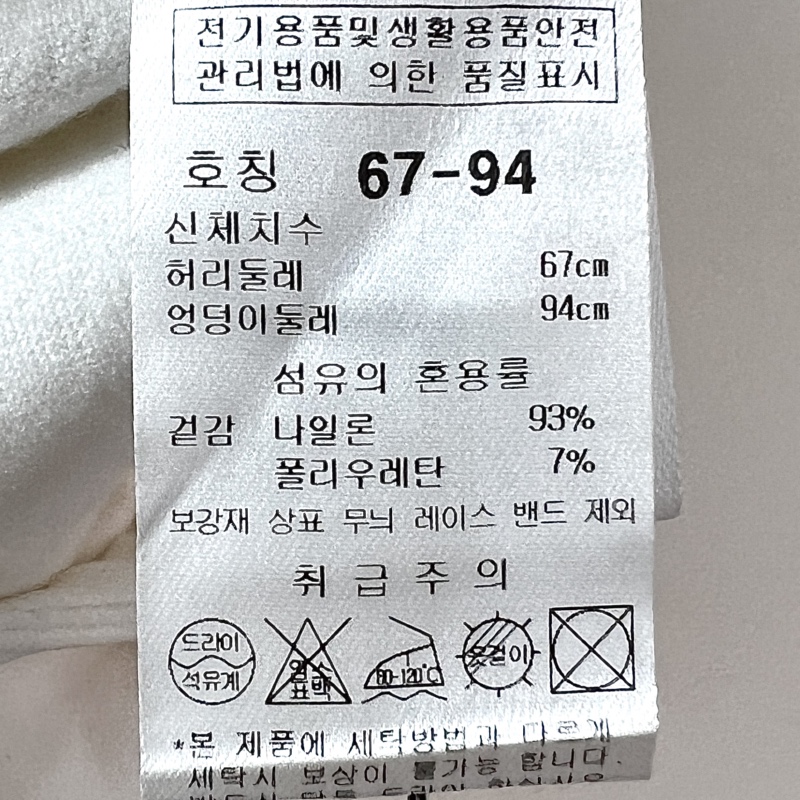 전기용품및생활용품안전
관리법에 의한 품질표시
호칭 67-94
신체치수
허리둘레 67cm
엉덩이둘레 94cm
섬유의 혼용률
겉감 나일론 93%
폴리우레탄 7%
보강재 상표 무늬 레이스 밴드 제외
취급주의
드라이
석유계
염소
표백
80-120℃
옷걸이
*본 제품에 세탁방법과 다르게
세탁시 보상이 불가능 합니다.